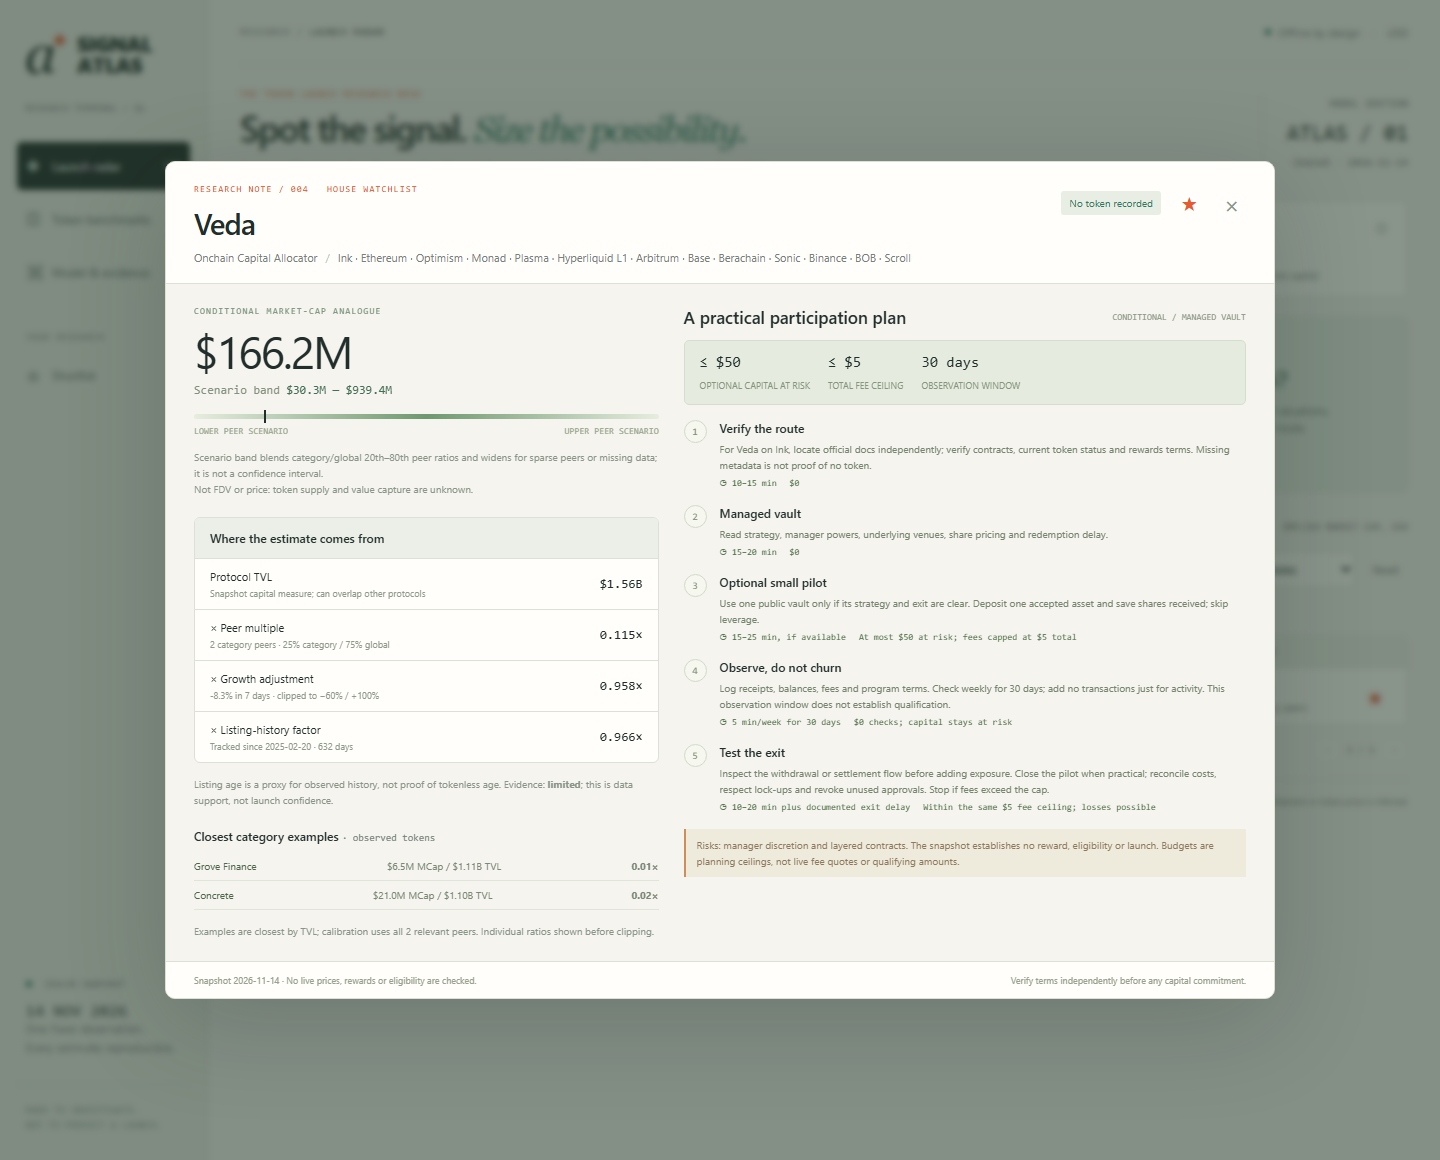 SIGNAL
ATLAS
Spot the signal. Size the possibility.
ATLAS / 01
RESEARCH NOTE / 004 HOUSE WATCHLIST
No token recorded ★ ×
Veda
Onchain Capital Allocator / Ink · Ethereum · Optimism · Monad · Plasma · Hyperliquid L1 · Arbitrum · Base · Berachain · Sonic · Binance · BOB · Scroll
CONDITIONAL MARKET-CAP ANALOGUE
$166.2M
Scenario band $30.3M — $939.4M
LOWER PEER SCENARIO UPPER PEER SCENARIO
Scenario band blends category/global 20th–80th peer ratios and widens for sparse peers or missing data;
it is not a confidence interval.
Not FDV or price: token supply and value capture are unknown.
Where the estimate comes from
Protocol TVL $1.56B
Snapshot capital measure; can overlap other protocols
× Peer multiple 0.115×
2 category peers · 25% category / 75% global
× Growth adjustment 0.958×
-8.3% in 7 days · clipped to −60% / +100%
× Listing-history factor 0.966×
Tracked since 2025-02-20 · 632 days
Listing age is a proxy for observed history, not proof of tokenless age. Evidence: limited; this is data
support, not launch confidence.
Closest category examples · observed tokens
Grove Finance $6.5M MCap / $1.11B TVL 0.01×
Concrete $21.0M MCap / $1.10B TVL 0.02×
Examples are closest by TVL; calibration uses all 2 relevant peers. Individual ratios shown before clipping.
A practical participation plan CONDITIONAL / MANAGED VAULT
≤ $50 ≤ $5 30 days
OPTIONAL CAPITAL AT RISK TOTAL FEE CEILING OBSERVATION WINDOW
1 Verify the route
For Veda on Ink, locate official docs independently; verify contracts, current token status and rewards terms. Missing
metadata is not proof of no token.
◷ 10–15 min $0
2 Managed vault
Read strategy, manager powers, underlying venues, share pricing and redemption delay.
◷ 15–20 min $0
3 Optional small pilot
Use one public vault only if its strategy and exit are clear. Deposit one accepted asset and save shares received; skip
leverage.
◷ 15–25 min, if available At most $50 at risk; fees capped at $5 total
4 Observe, do not churn
Log receipts, balances, fees and program terms. Check weekly for 30 days; add no transactions just for activity. This
observation window does not establish qualification.
◷ 5 min/week for 30 days $0 checks; capital stays at risk
5 Test the exit
Inspect the withdrawal or settlement flow before adding exposure. Close the pilot when practical; reconcile costs,
respect lock-ups and revoke unused approvals. Stop if fees exceed the cap.
◷ 10–20 min plus documented exit delay Within the same $5 fee ceiling; losses possible
Risks: manager discretion and layered contracts. The snapshot establishes no reward, eligibility or launch. Budgets are
planning ceilings, not live fee quotes or qualifying amounts.
Snapshot 2026-11-14 · No live prices, rewards or eligibility are checked. Verify terms independently before any capital commitment.
14 NOV 2026